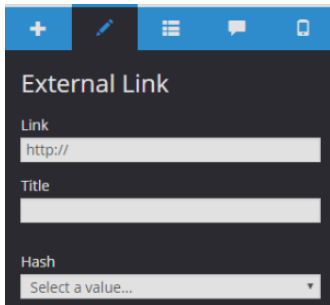 External Link
Link
http://
Title
Hash
Select a value...